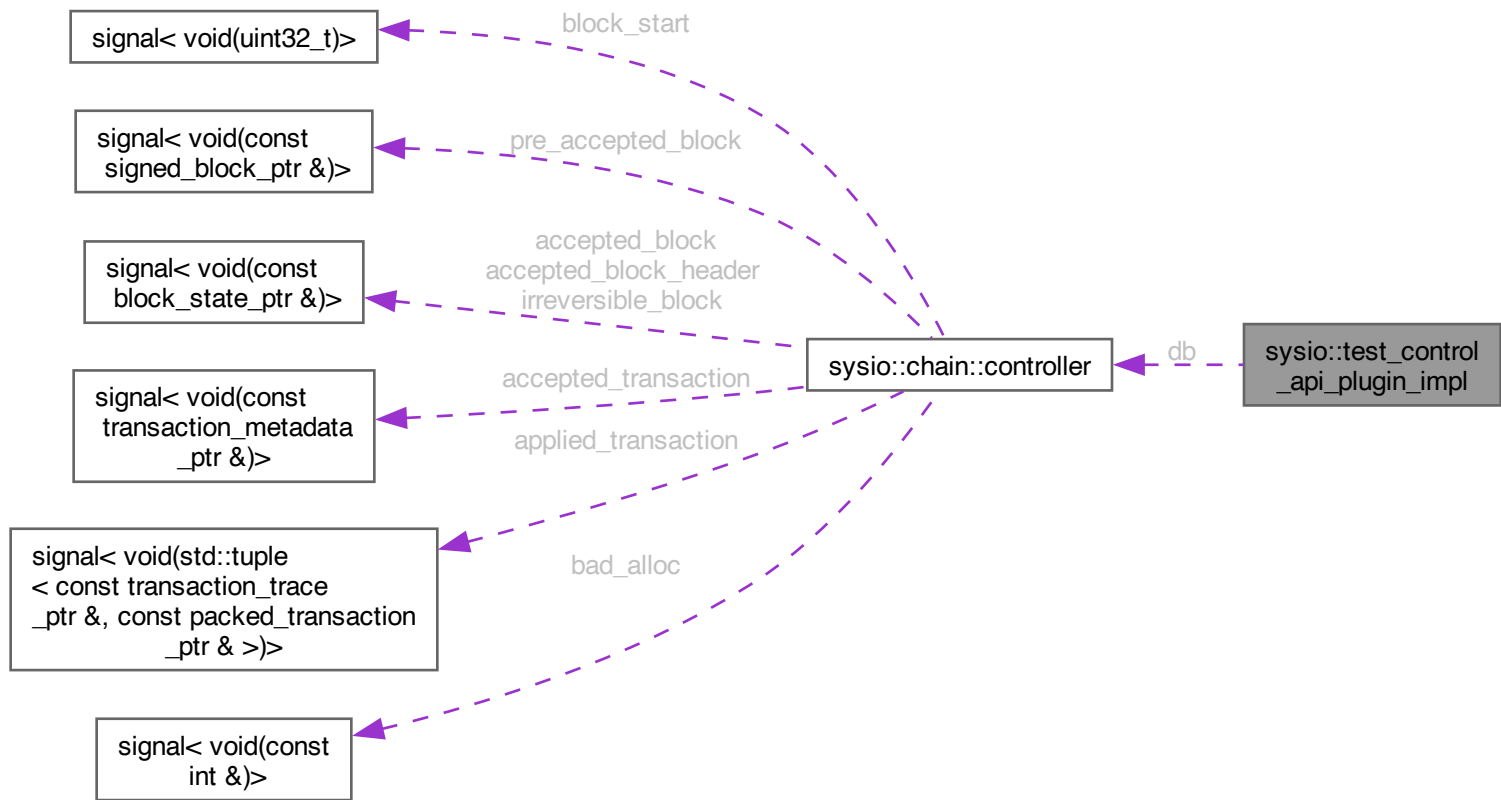 signal< void(uint32_t)>
block_start
signal< void(const
signed_block_ptr &)>
pre_accepted_block
signal< void(const
block_state_ptr &)>
accepted_block
accepted_block_header
irreversible_block
signal< void(const
transaction_metadata
_ptr &)>
accepted_transaction
signal< void(std::tuple
< const transaction_trace
_ptr &, const packed_transaction
_ptr & >)>
applied_transaction
signal< void(const
int &)>
bad_alloc
sysio::chain::controller
db
sysio::test_control
_api_plugin_impl